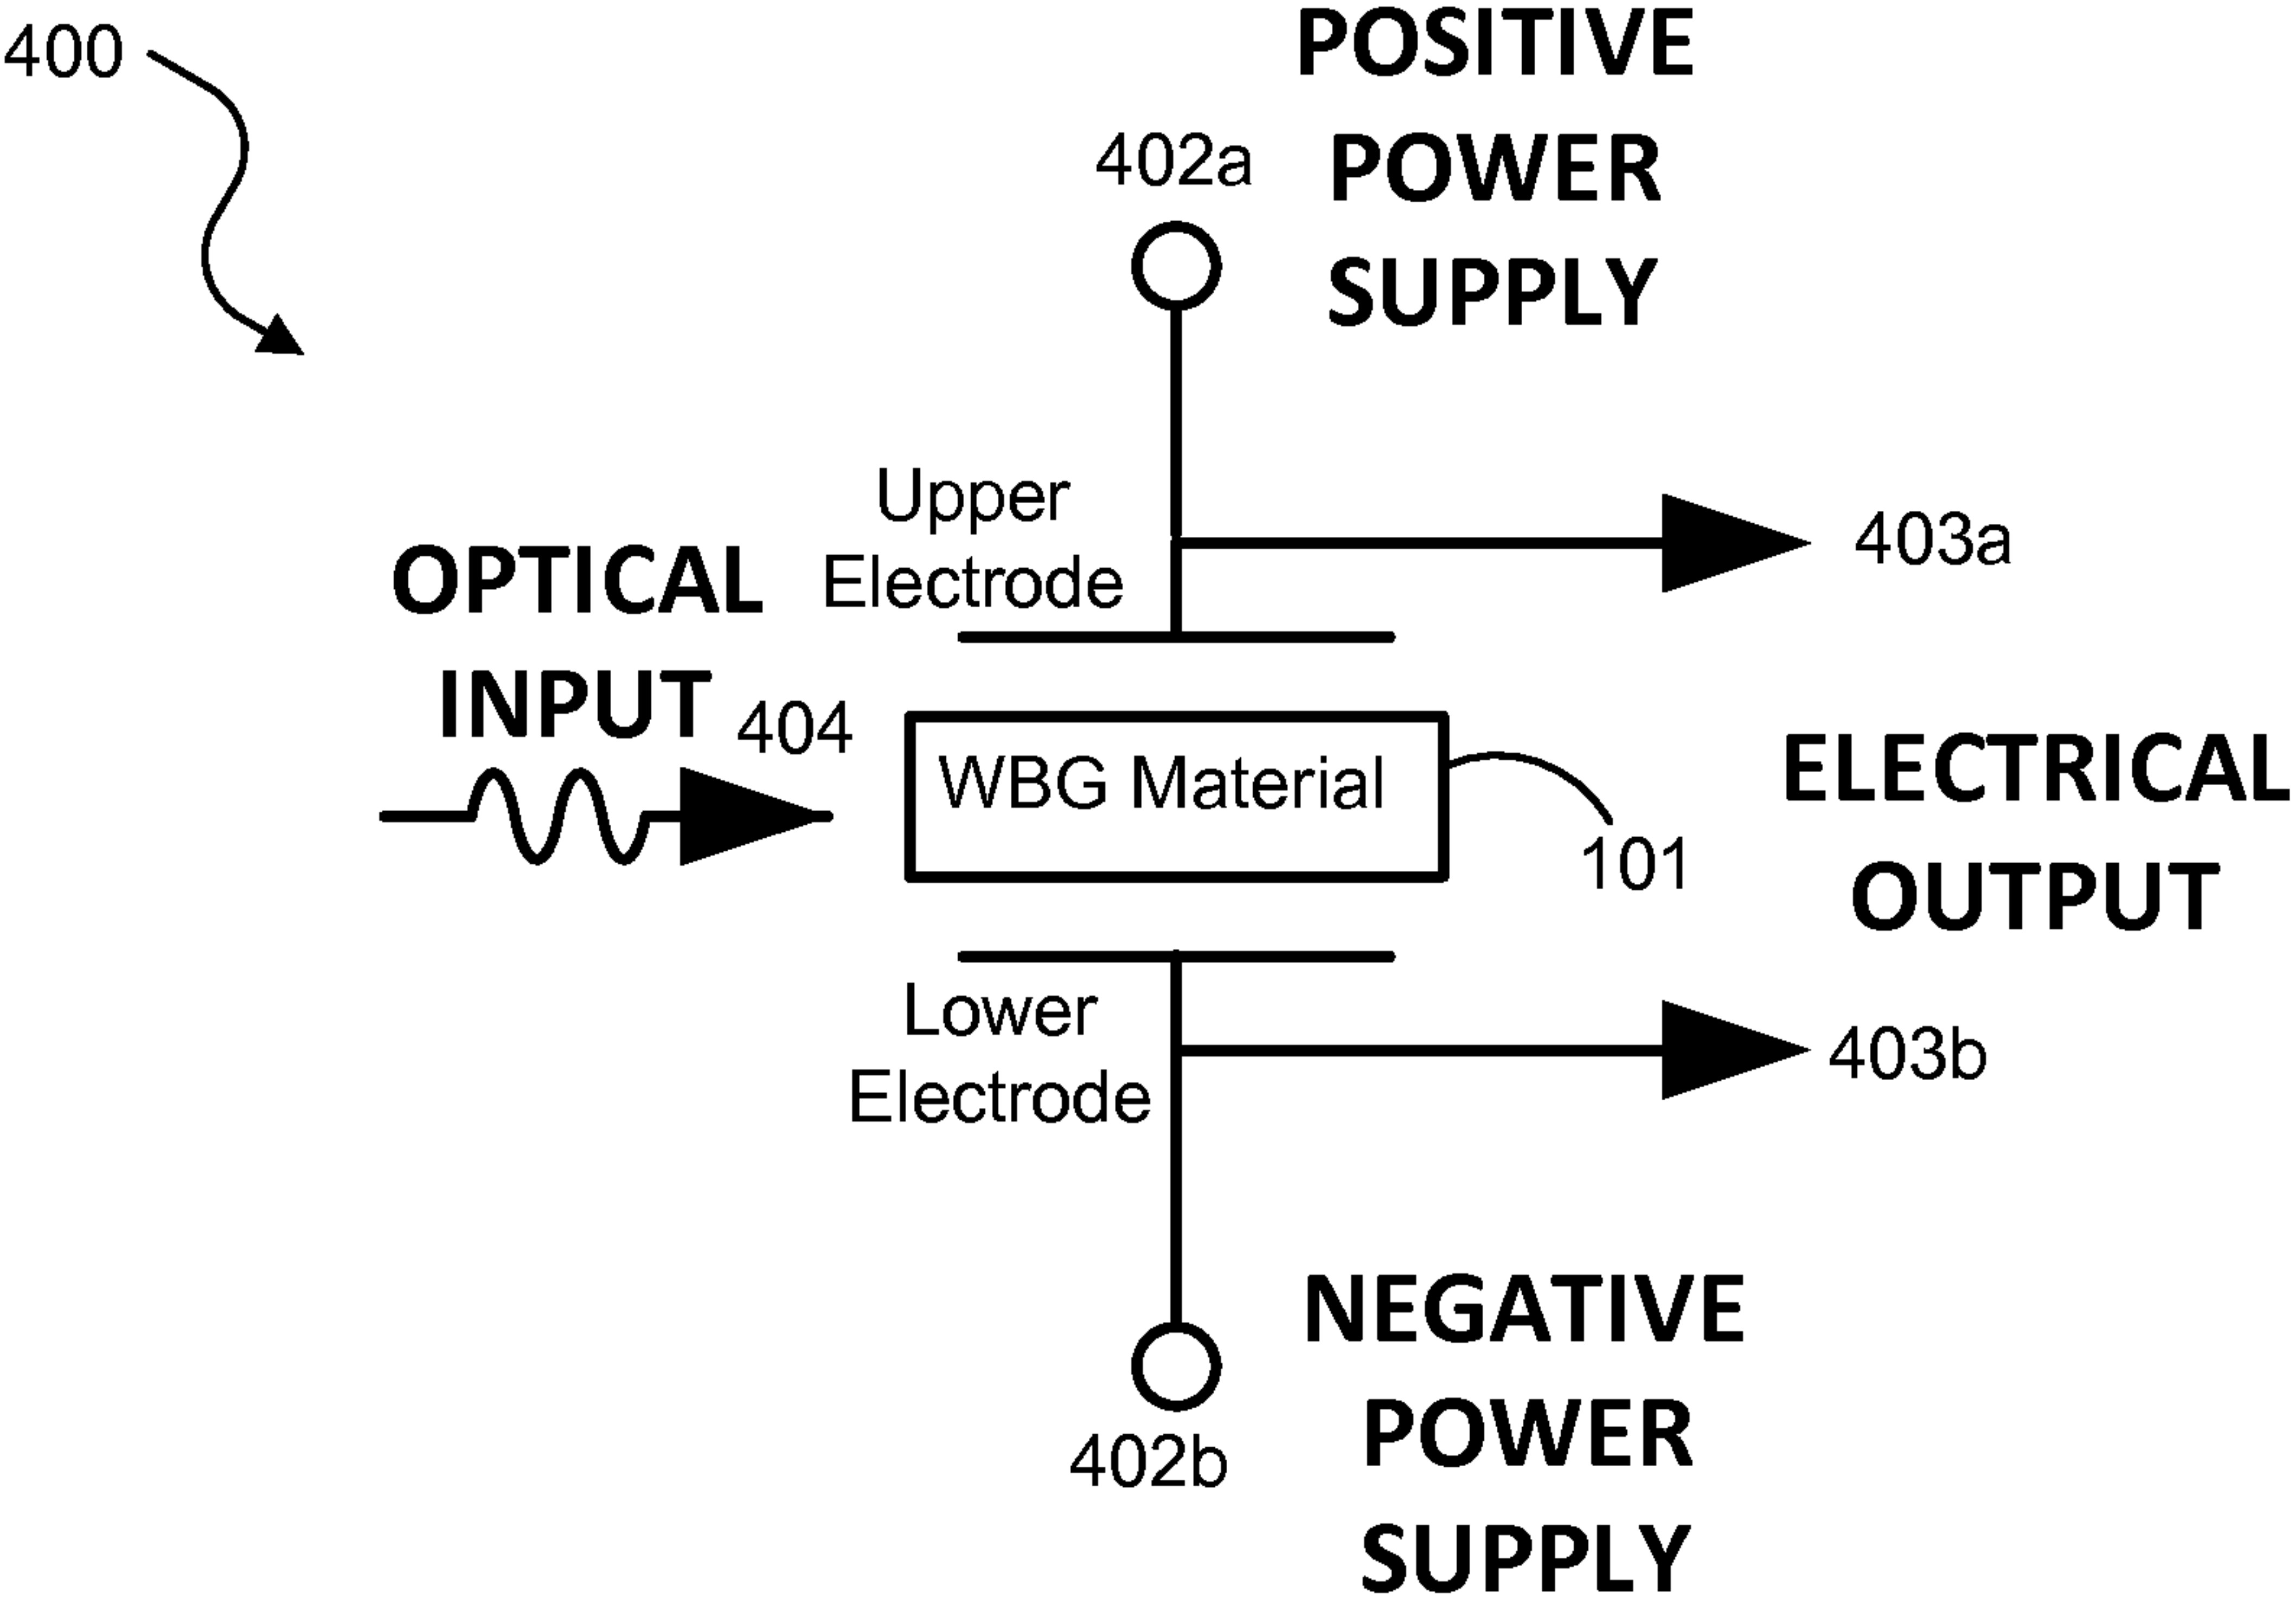 400
POSITIVE
POWER
SUPPLY
402a
Upper
Electrode
403a
OPTICAL
INPUT
404
WBG Material
101
ELECTRICAL
OUTPUT
Lower
Electrode
403b
NEGATIVE
POWER
SUPPLY
402b